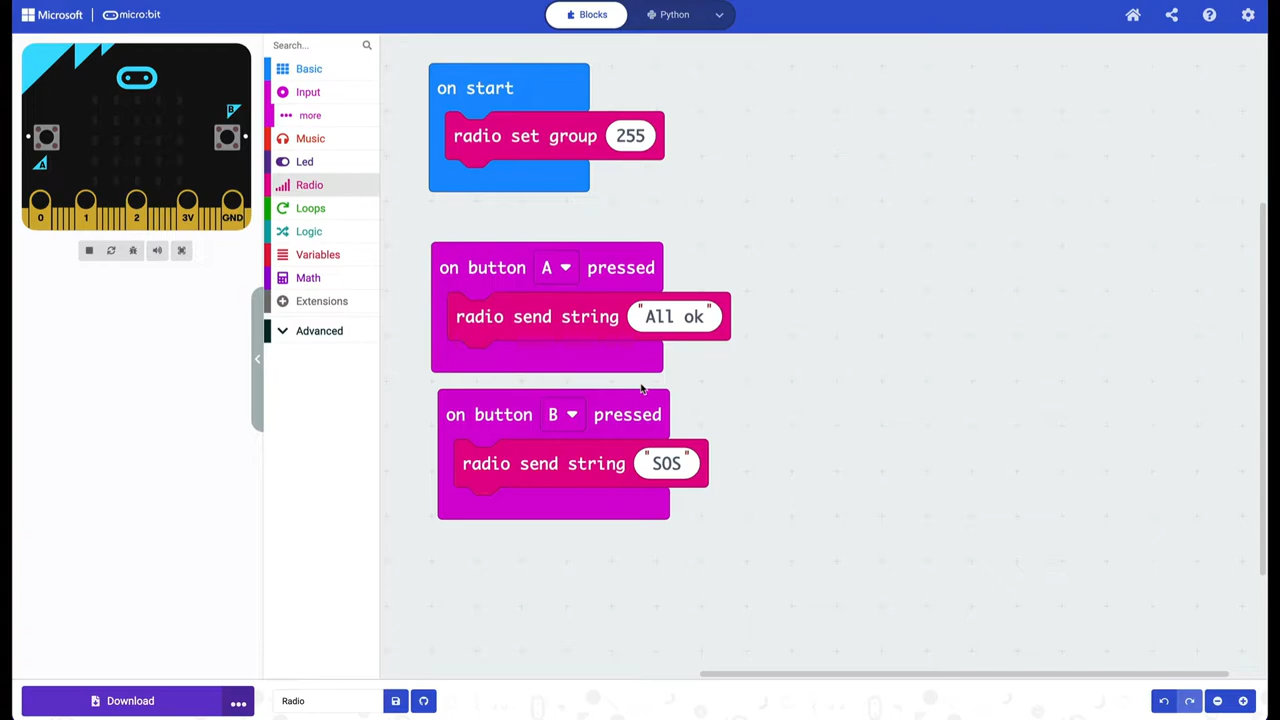 Microsoft
micro:bit
Blocks
Python
B
A
0 1 2 3V GND
Search...
Basic
Input
more
Music
Led
Radio
Loops
Logic
Variables
Math
Extensions
Advanced
on start
radio set group 255
on button A pressed
radio send string "All ok"
on button B pressed
radio send string "SOS"
Download
Radio